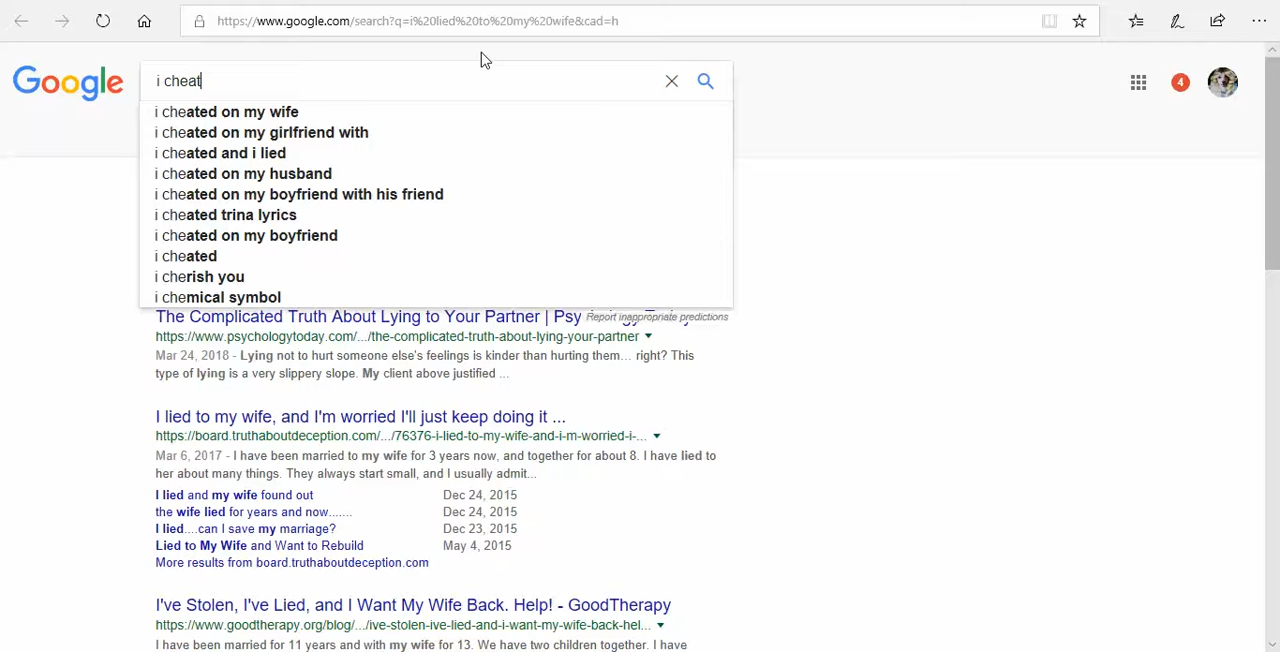 https://www.google.com/search?q=i%20lied%20to%20my%20wife&cad=h
Google
i cheat
4
i cheated on my wife
i cheated on my girlfriend with
i cheated and i lied
i cheated on my husband
i cheated on my boyfriend with his friend
i cheated trina lyrics
i cheated on my boyfriend
i cheated
i cherish you
i chemical symbol
Report inappropriate predictions
The Complicated Truth About Lying to Your Partner | Psy
https://www.psychologytoday.com/.../the-complicated-truth-about-lying-your-partner
Mar 24, 2018 - Lying not to hurt someone else's feelings is kinder than hurting them... right? This
type of lying is a very slippery slope. My client above justified ...
I lied to my wife, and I'm worried I'll just keep doing it ...
https://board.truthaboutdeception.com/.../76376-i-lied-to-my-wife-and-i-m-worried-i-...
Mar 6, 2017 - I have been married to my wife for 3 years now, and together for about 8. I have lied to
her about many things. They always start small, and I usually admit...
I lied and my wife found out Dec 24, 2015
the wife lied for years and now....... Dec 24, 2015
I lied....can I save my marriage? Dec 23, 2015
Lied to My Wife and Want to Rebuild May 4, 2015
More results from board.truthaboutdeception.com
I've Stolen, I've Lied, and I Want My Wife Back. Help! - GoodTherapy
https://www.goodtherapy.org/blog/.../ive-stolen-ive-lied-and-i-want-my-wife-back-hel...
I have been married for 11 years and with my wife for 13. We have two children together. I have